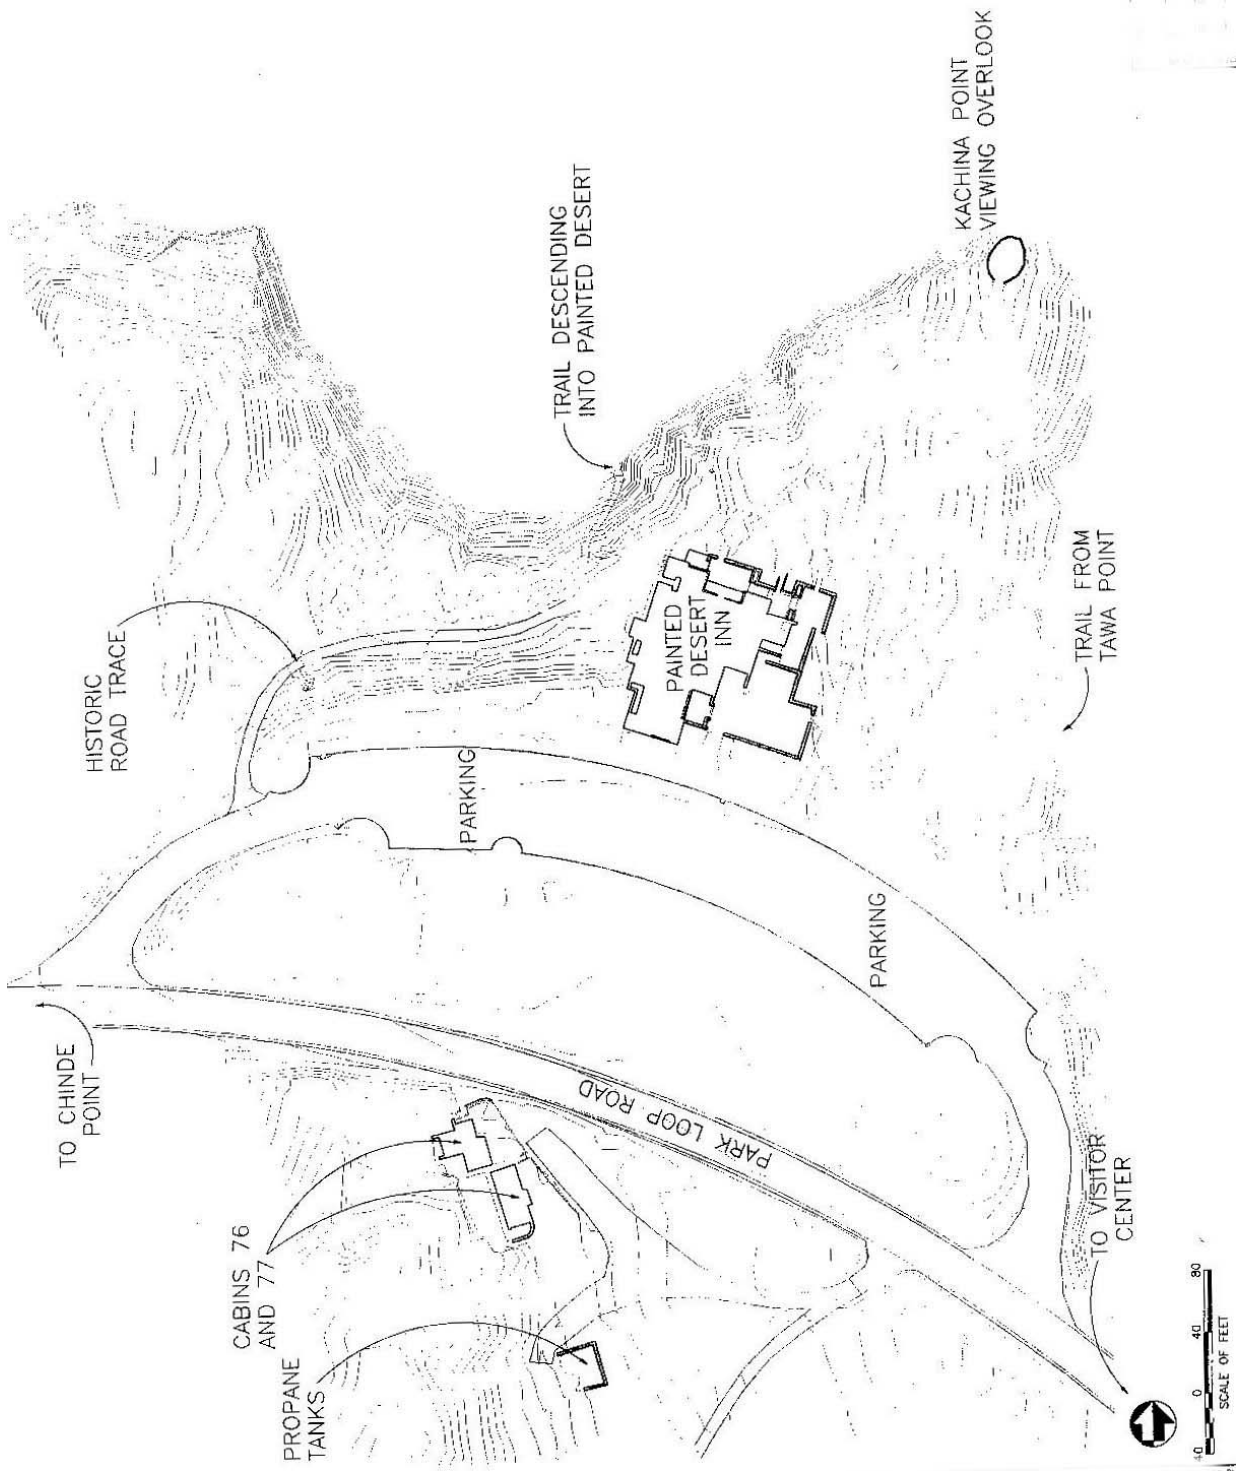 KACHINA POINT
VIEWING OVERLOOK
TRAIL DESCENDING
INTO PAINTED DESERT
HISTORIC
ROAD TRACE
PAINTED
DESERT
INN
TRAIL FROM
TAWA POINT
PARKING
PARKING
TO CHINDE
POINT
PARK LOOP ROAD
CABINS 76
AND 77
PROPANE
TANKS
TO VISITOR
CENTER
40 0 40 80
SCALE OF FEET